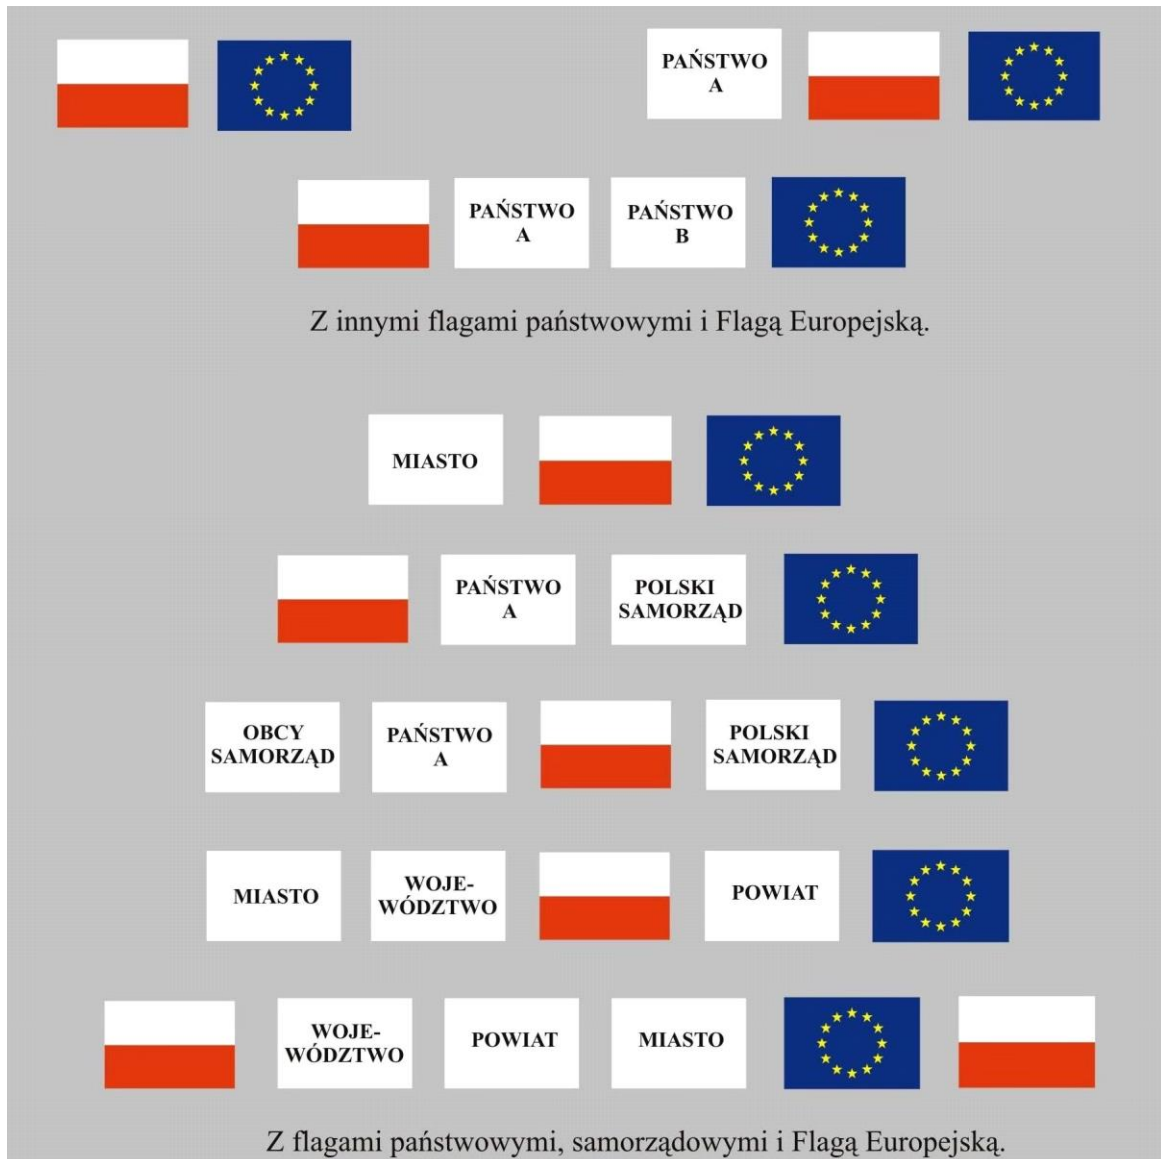 PAŃSTWO
A
PAŃSTWO
A
PAŃSTWO
B
Z innymi flagami państwowymi i Flagą Europejską.
MIASTO
PAŃSTWO
A
POLSKI
SAMORZĄD
OBCY
SAMORZĄD
PAŃSTWO
A
POLSKI
SAMORZĄD
MIASTO
WOJE-
WÓDZTWO
POWIAT
WOJE-
WÓDZTWO
POWIAT
MIASTO
Z flagami państwowymi, samorządowymi i Flagą Europejską.